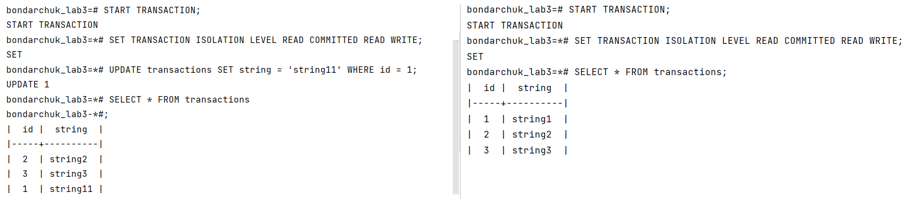 bondarchuk_lab3=# START TRANSACTION;
START TRANSACTION
bondarchuk_lab3=*# SET TRANSACTION ISOLATION LEVEL READ COMMITTED READ WRITE;
SET
bondarchuk_lab3=*# UPDATE transactions SET string = 'string11' WHERE id = 1;
UPDATE 1
bondarchuk_lab3=*# SELECT * FROM transactions
bondarchuk_lab3-*#;
|  id |  string  |
|-----+----------|
|  2  | string2  |
|  3  | string3  |
|  1  | string11 |
bondarchuk_lab3=# START TRANSACTION;
START TRANSACTION
bondarchuk_lab3=*# SET TRANSACTION ISOLATION LEVEL READ COMMITTED READ WRITE;
SET
bondarchuk_lab3=*# SELECT * FROM transactions;
|  id |  string  |
|-----+----------|
|  1  | string1  |
|  2  | string2  |
|  3  | string3  |